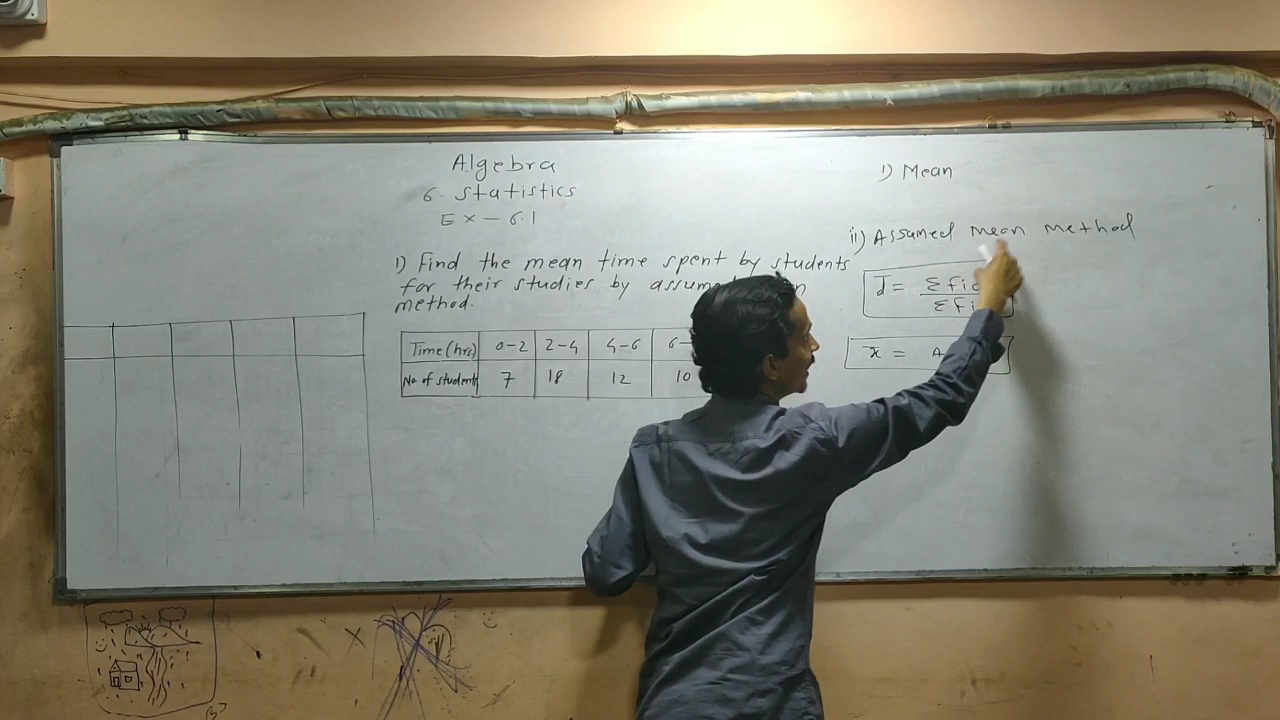 Algebra
6. Statistics
Ex - 6.1
1) Find the mean time spent by students
for their studies by
method.
Time (hrs) 0-2 2-4 4-6
No. of students 7 18 12 10
i) Mean
ii) Assumed mean method
d̄ =
x̄ = A